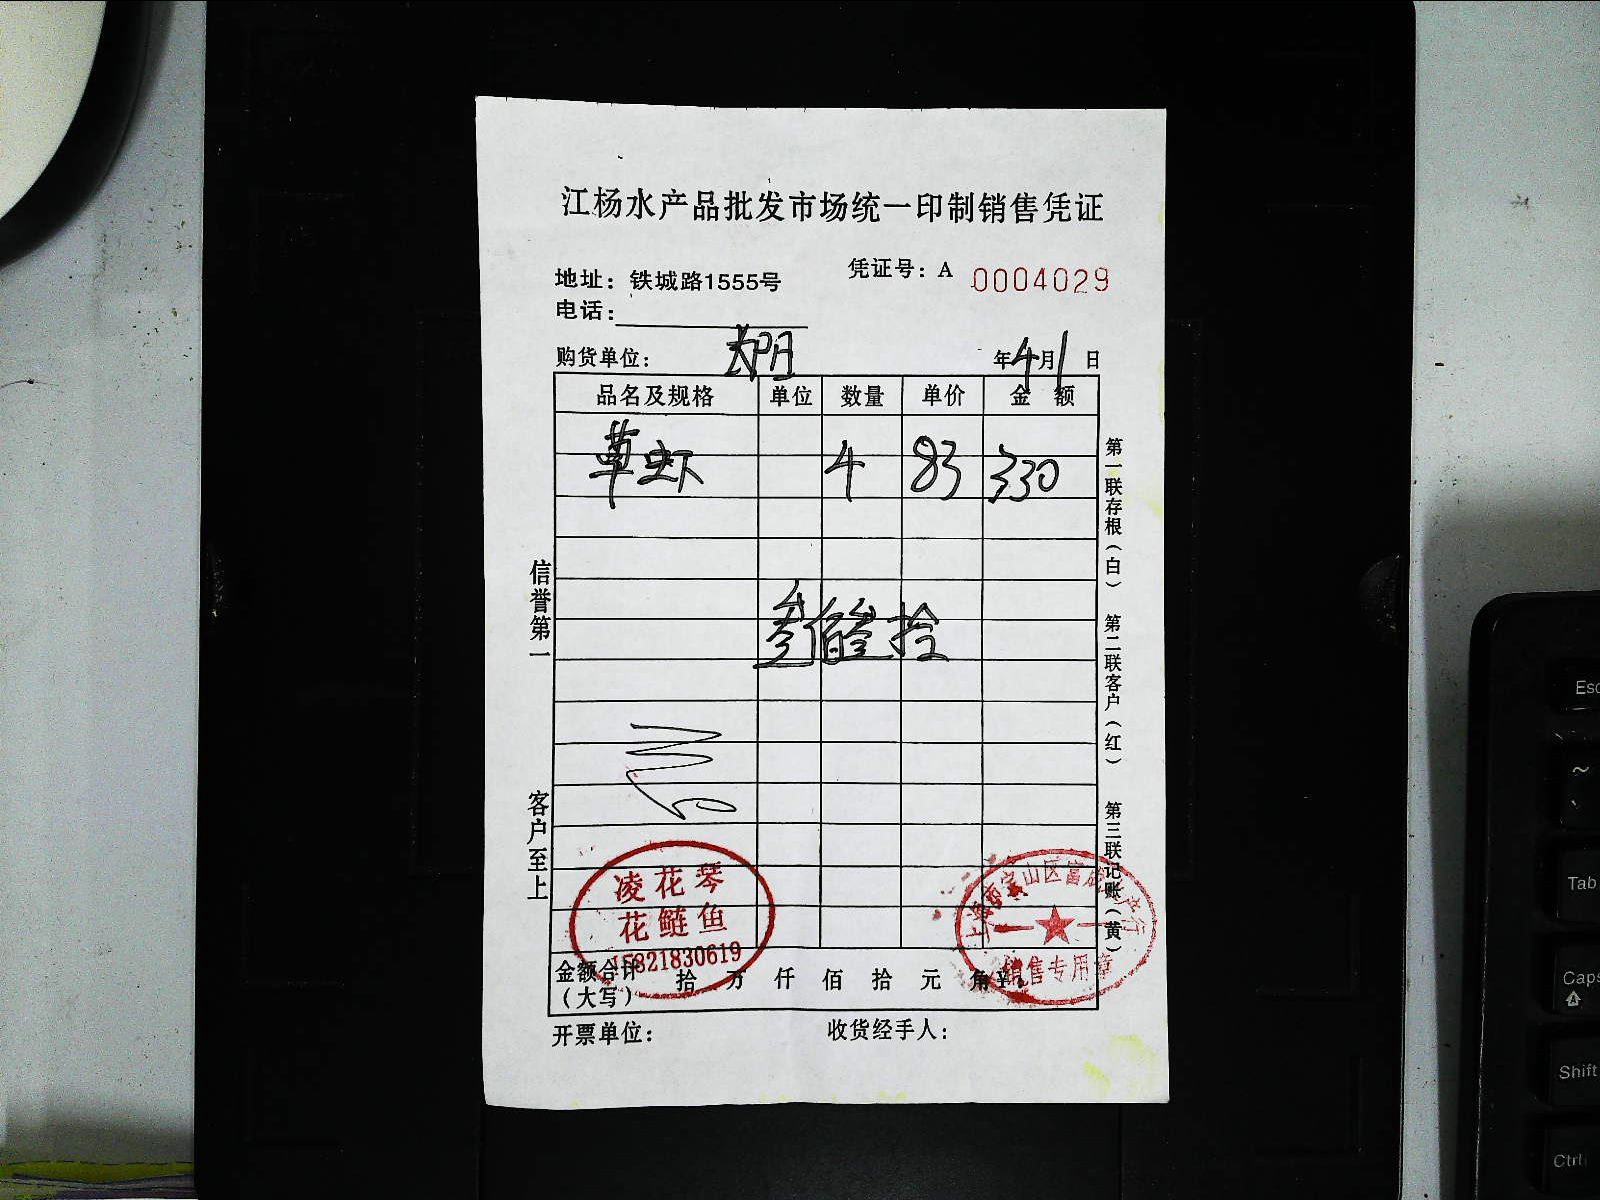 江杨水产品批发市场统一印制销售凭证
凭证号：A 0004029
地址：铁城路1555号
电话：
购货单位： 年4月1日
品名及规格 单位 数量 单价 金额
草虾 4 83 330
叁佰叁拾
信誉第一
客户至上
第一联存根（白） 第二联客户（红） 第三联记账（黄）
凌花琴
花鲢鱼
15821830619
销售专用章
金额合计（大写） 拾 万 仟 佰 拾 元 角 ¥:
开票单位： 收货经手人：